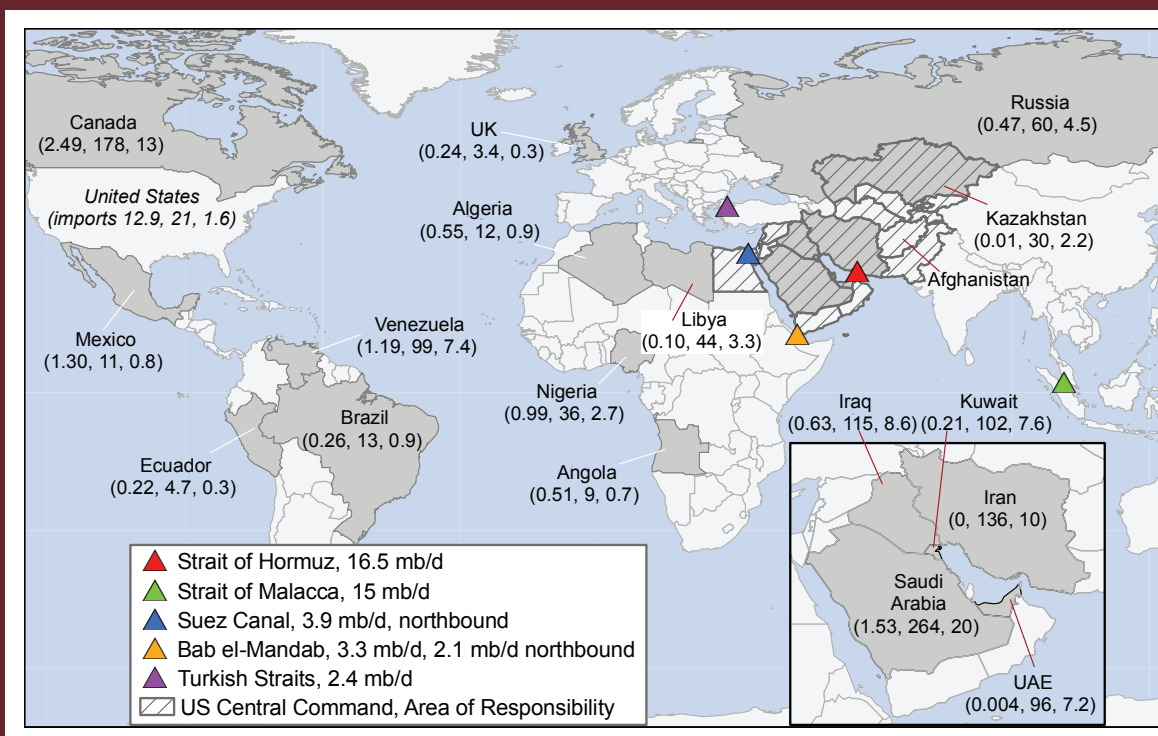 Canada
(2.49, 178, 13)
United States
(imports 12.9, 21, 1.6)
Mexico
(1.30, 11, 0.8)
Venezuela
(1.19, 99, 7.4)
Ecuador
(0.22, 4.7, 0.3)
Brazil
(0.26, 13, 0.9)
UK
(0.24, 3.4, 0.3)
Algeria
(0.55, 12, 0.9)
Libya
(0.10, 44, 3.3)
Nigeria
(0.99, 36, 2.7)
Angola
(0.51, 9, 0.7)
Russia
(0.47, 60, 4.5)
Kazakhstan
(0.01, 30, 2.2)
Afghanistan
Iraq
(0.63, 115, 8.6)
Kuwait
(0.21, 102, 7.6)
Iran
(0, 136, 10)
Saudi
Arabia
(1.53, 264, 20)
UAE
(0.004, 96, 7.2)
Strait of Hormuz, 16.5 mb/d
Strait of Malacca, 15 mb/d
Suez Canal, 3.9 mb/d, northbound
Bab el-Mandab, 3.3 mb/d, 2.1 mb/d northbound
Turkish Straits, 2.4 mb/d
US Central Command, Area of Responsibility